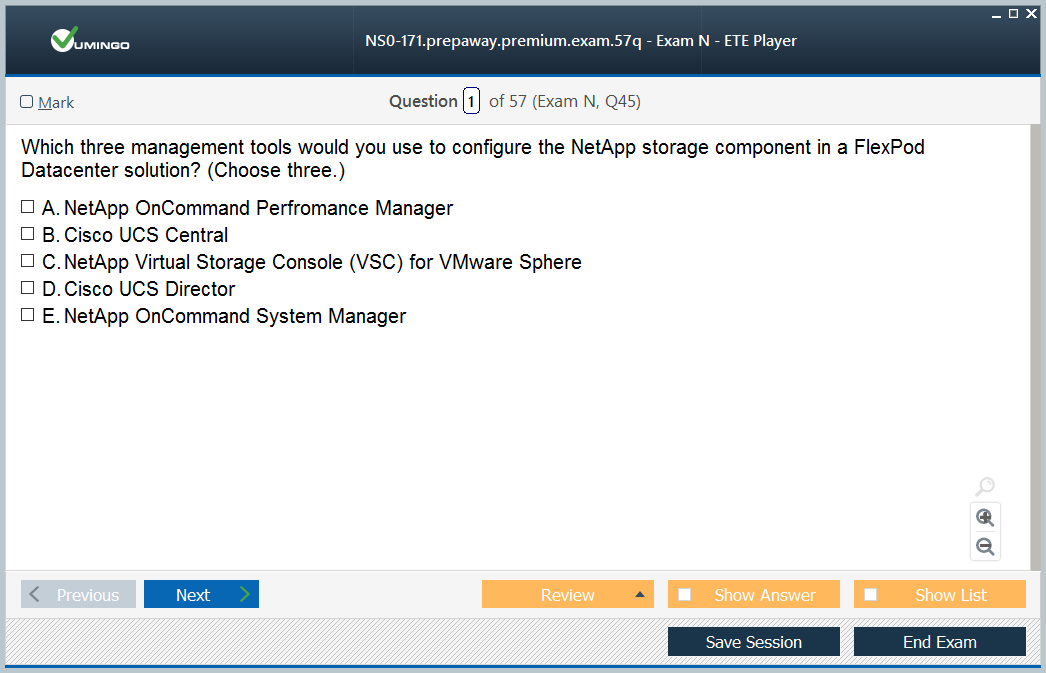 VUMINGO
NS0-171.prepaway.premium.exam.57q - Exam N - ETE Player
Mark
Question 1 of 57 (Exam N, Q45)
Which three management tools would you use to configure the NetApp storage component in a FlexPod
Datacenter solution? (Choose three.)
A. NetApp OnCommand Perfromance Manager
B. Cisco UCS Central
C. NetApp Virtual Storage Console (VSC) for VMware Sphere
D. Cisco UCS Director
E. NetApp OnCommand System Manager
Previous Next Review Show Answer Show List
Save Session End Exam